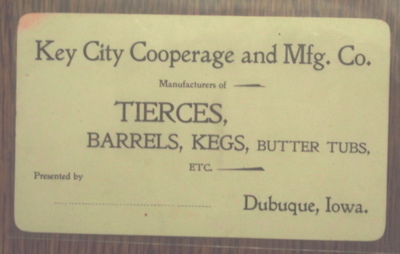 Key City Cooperage and Mfg. Co.
Manufacturers of
TIERCES,
BARRELS, KEGS, BUTTER TUBS,
ETC.
Presented by
Dubuque, Iowa.